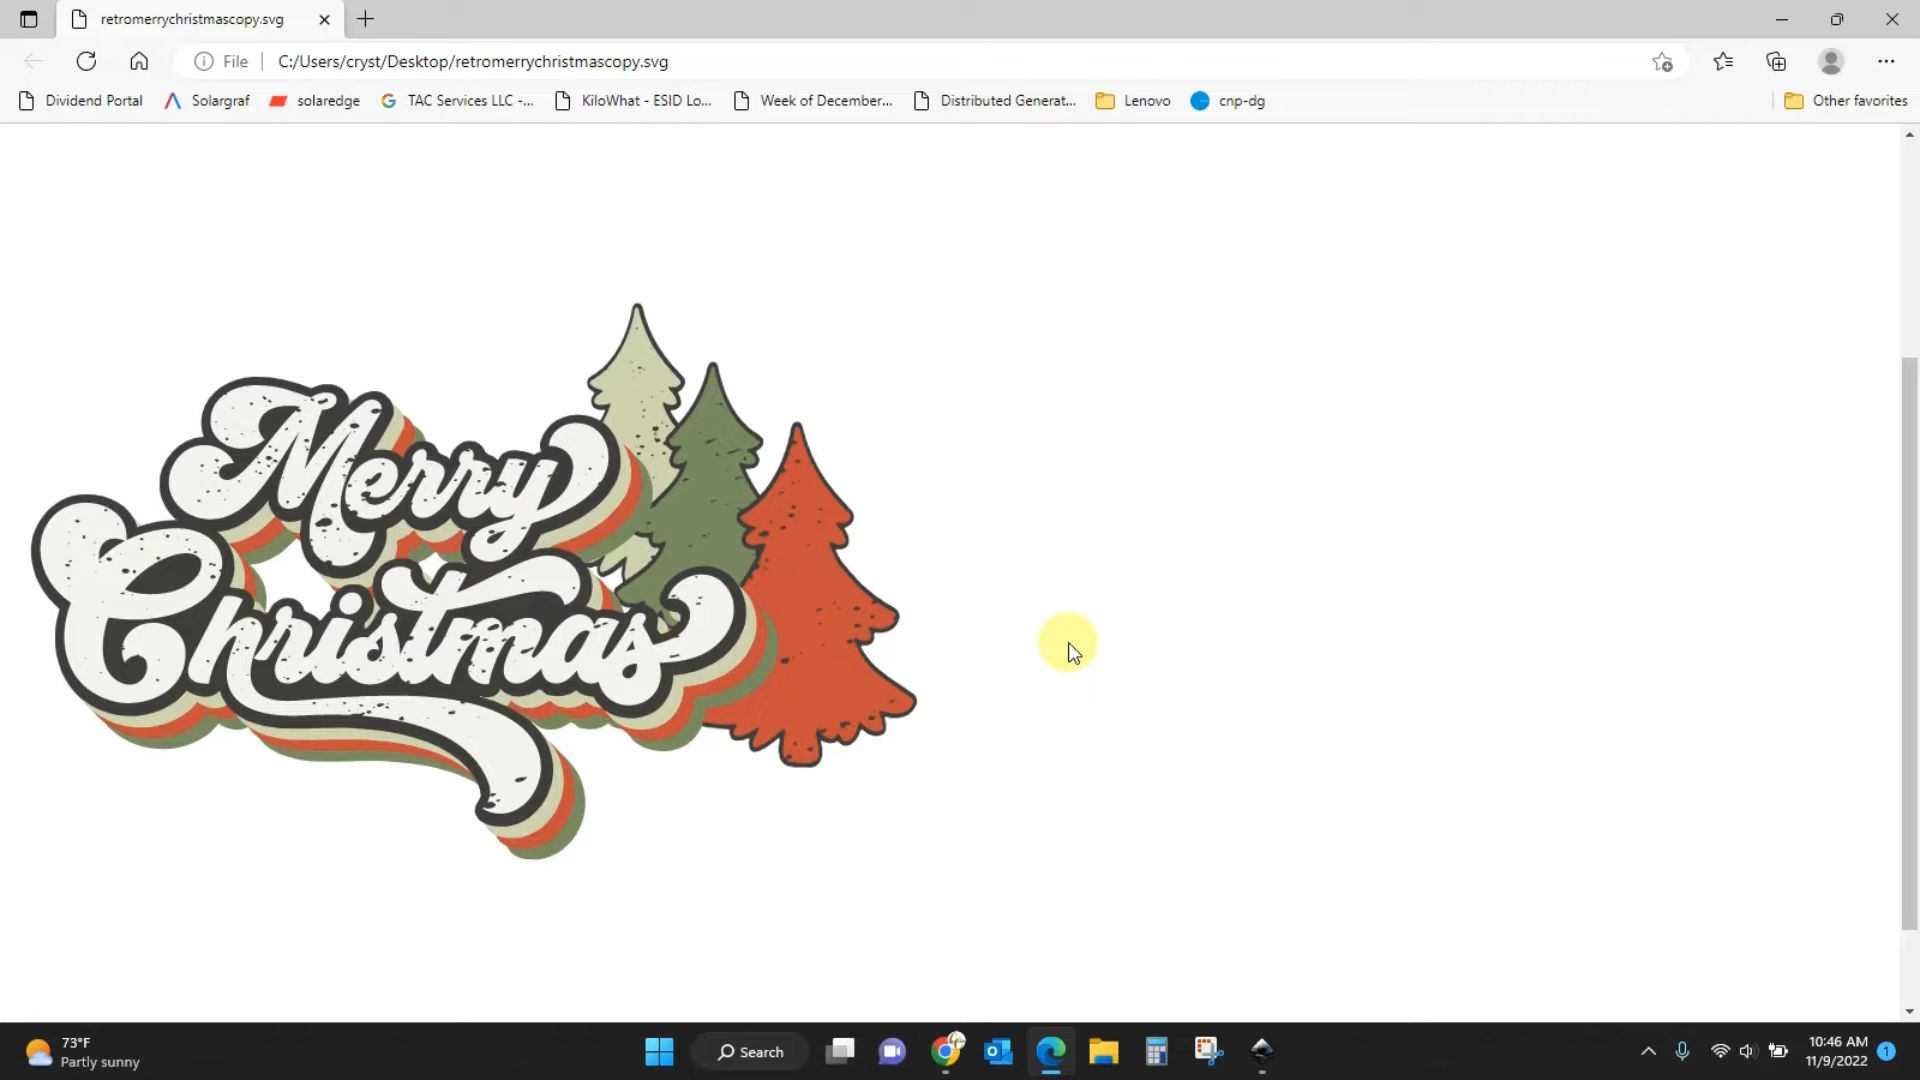 retromerrychristmascopy.svg
File
C:/Users/cryst/Desktop/retromerrychristmascopy.svg
Dividend Portal
Solargraf
solaredge
TAC Services LLC -...
KiloWhat - ESID Lo...
Week of December...
Distributed Generat...
Lenovo
cnp-dg
Other favorites
Merry
Christmas
73°F
Partly sunny
Search
10:46 AM
11/9/2022
1